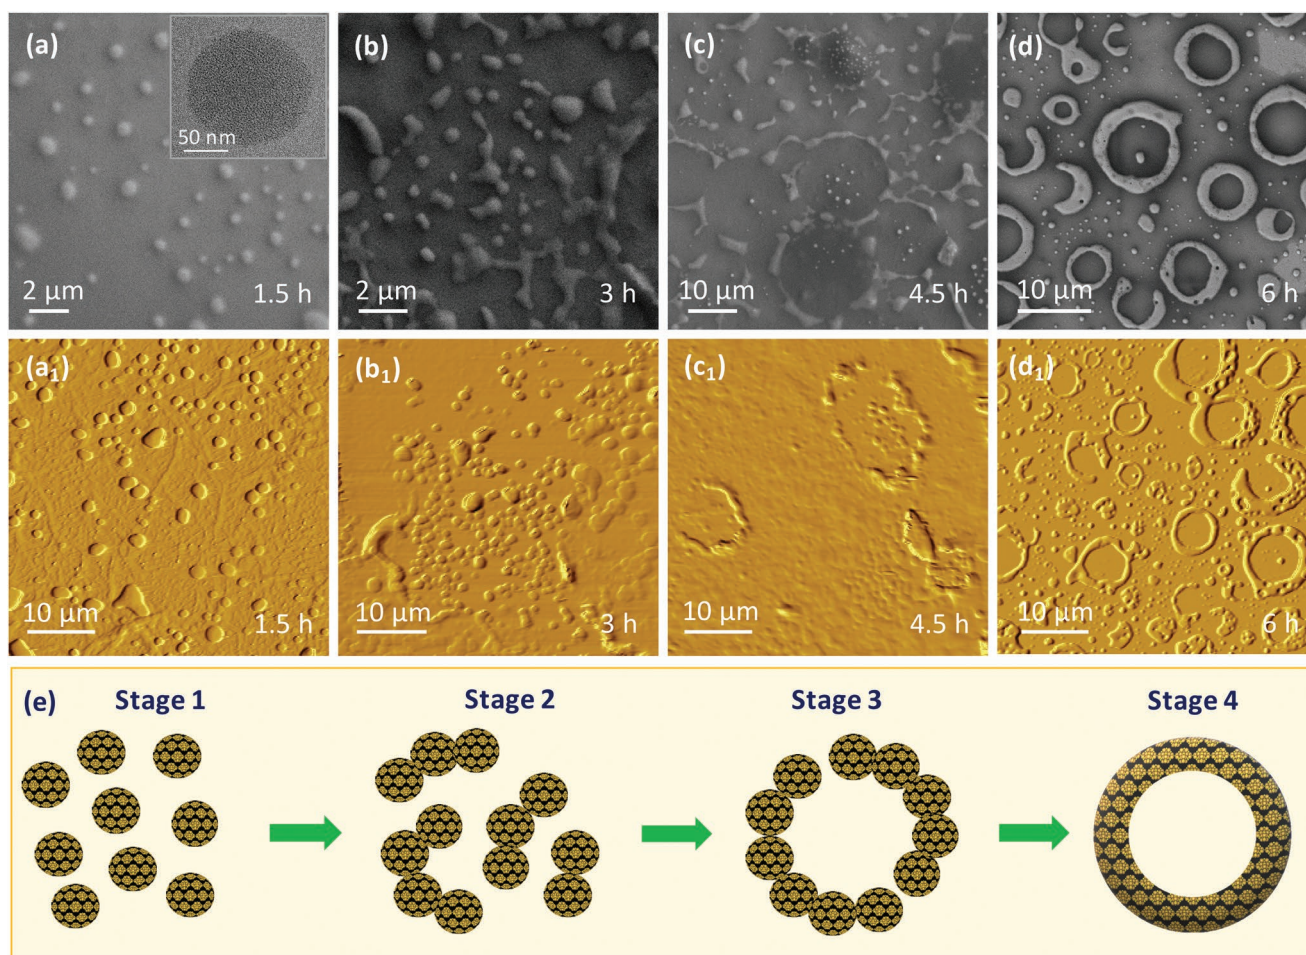 (a)
50 nm
2 µm
1.5 h
(b)
2 µm
3 h
(c)
10 µm
4.5 h
(d)
10 µm
6 h
(a₁)
10 µm
1.5 h
(b₁)
10 µm
3 h
(c₁)
10 µm
4.5 h
(d₁)
10 µm
6 h
(e)
Stage 1
Stage 2
Stage 3
Stage 4